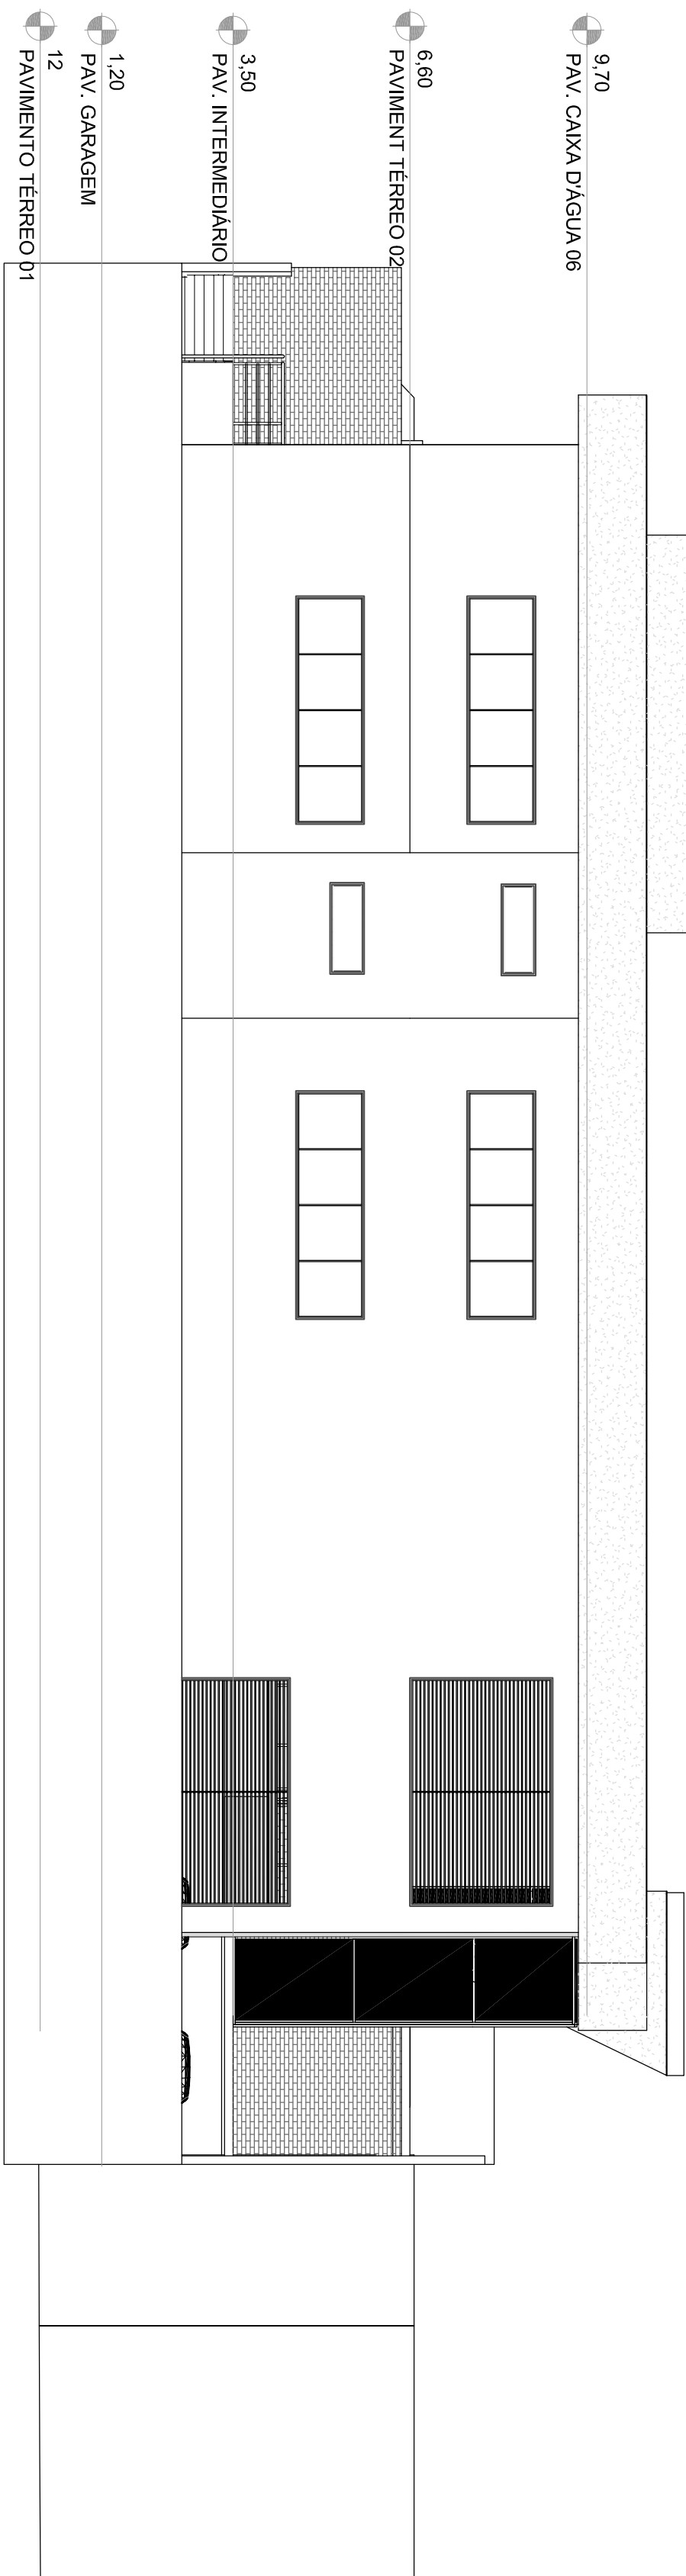 9,70
PAV. CAIXA D'ÁGUA 06
6,60
PAVIMENT TÉRREO 02
3,50
PAV. INTERMEDIÁRIO
1,20
PAV. GARAGEM
12
PAVIMENTO TÉRREO 01